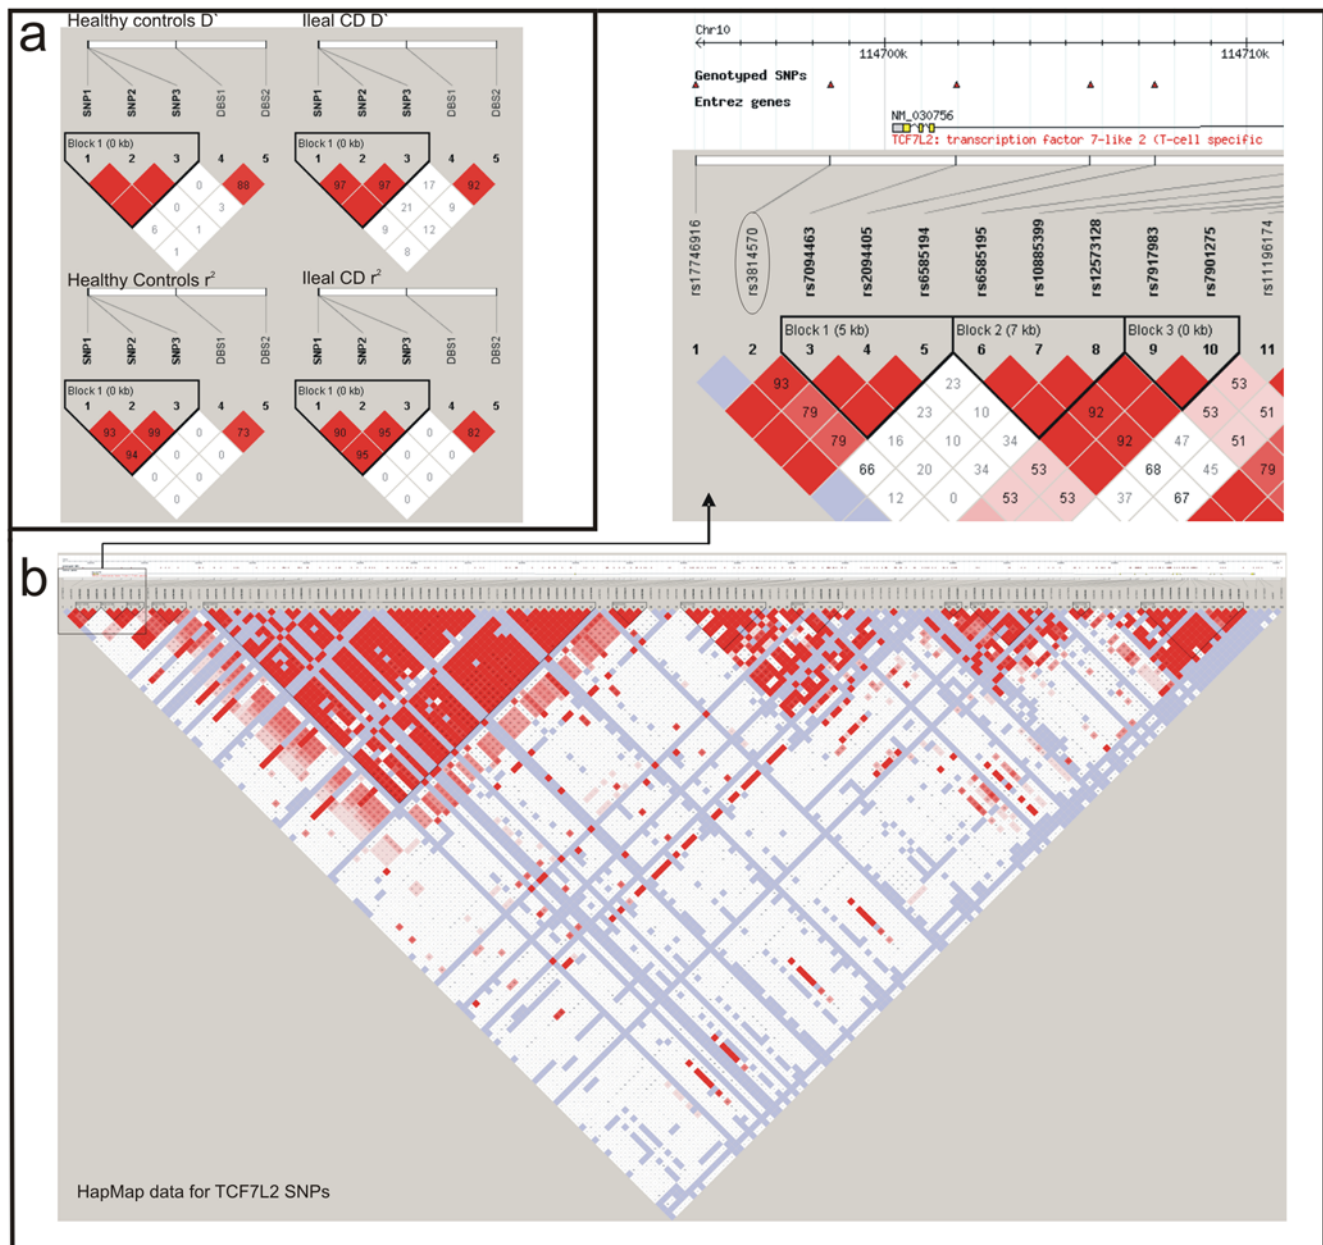 a
Healthy controls D`
Ileal CD D`
SNP1
SNP2
SNP3
DBS1
DBS2
SNP1
SNP2
SNP3
DBS1
DBS2
Block 1 (0 kb)
1 2 3 4 5
0 88
0 3
6 1
1
Block 1 (0 kb)
1 2 3 4 5
97 97 17 92
21 9
9 12
8
Healthy Controls r²
Ileal CD r²
SNP1
SNP2
SNP3
DBS1
DBS2
SNP1
SNP2
SNP3
DBS1
DBS2
Block 1 (0 kb)
1 2 3 4 5
93 99 0 73
94 0 0
0 0
0
Block 1 (0 kb)
1 2 3 4 5
90 95 0 82
95 0 0
0 0
0
Chr10
114700k
114710k
Genotyped SNPs
Entrez genes
NM_030756
TCF7L2: transcription factor 7-like 2 (T-cell specific
rs17746916
rs3814570
rs7094463
rs2094405
rs6585194
rs6585195
rs10885399
rs12573128
rs7917983
rs7901275
rs11196174
Block 1 (5 kb)
Block 2 (7 kb)
Block 3 (0 kb)
1 2 3 4 5 6 7 8 9 10 11
93 23 53
79 23 10 92 53 51
79 16 10 34 92 47 51
66 20 34 53 68 45 79
12 0 53 53 37 67
b
HapMap data for TCF7L2 SNPs